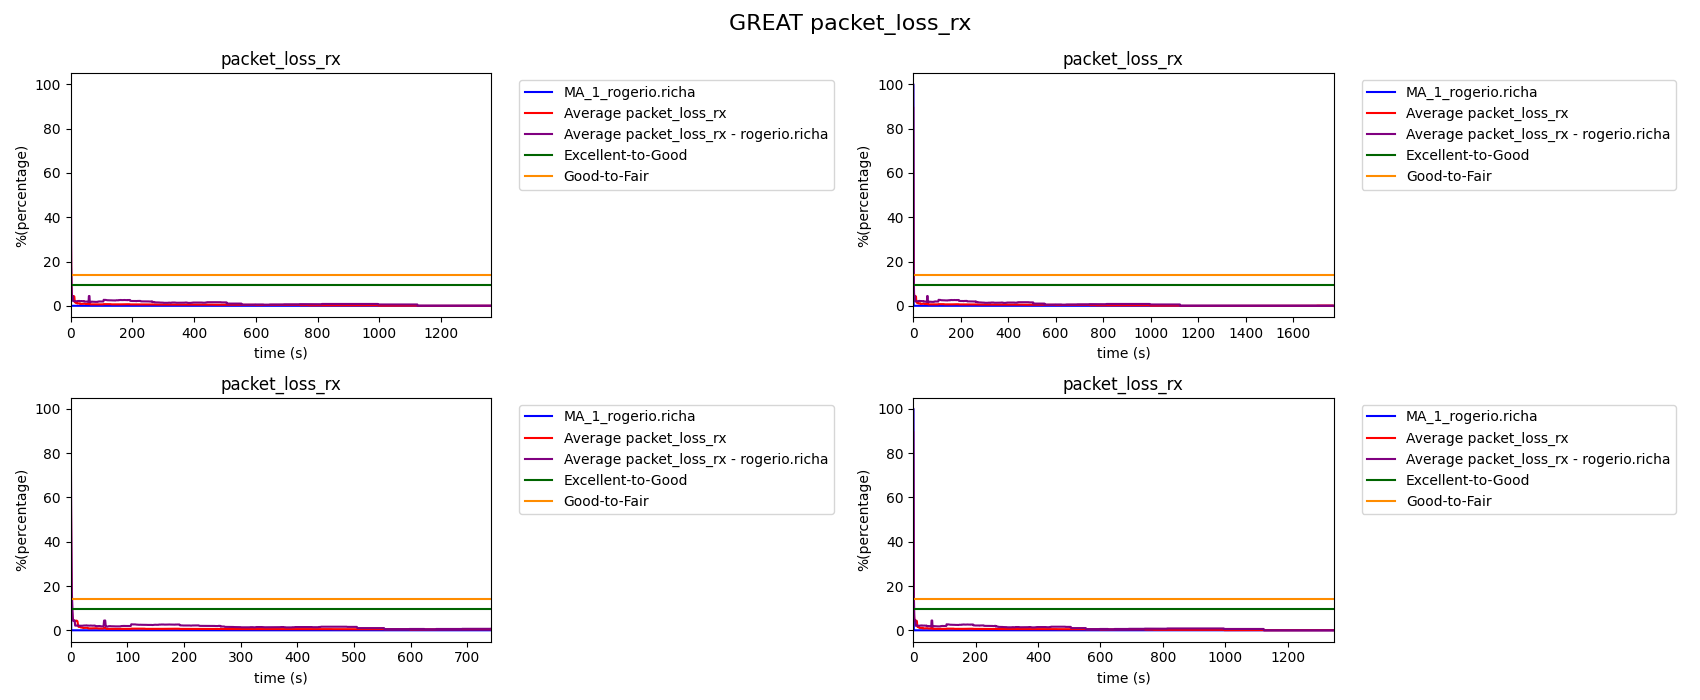 GREAT packet_loss_rx
packet_loss_rx
100
80
60
40
20
0
%(percentage)
0 200 400 600 800 1000 1200
time (s)
MA_1_rogerio.richa
Average packet_loss_rx
Average packet_loss_rx - rogerio.richa
Excellent-to-Good
Good-to-Fair
packet_loss_rx
100
80
60
40
20
0
%(percentage)
0 200 400 600 800 1000 1200 1400 1600
time (s)
MA_1_rogerio.richa
Average packet_loss_rx
Average packet_loss_rx - rogerio.richa
Excellent-to-Good
Good-to-Fair
packet_loss_rx
100
80
60
40
20
0
%(percentage)
0 100 200 300 400 500 600 700
time (s)
MA_1_rogerio.richa
Average packet_loss_rx
Average packet_loss_rx - rogerio.richa
Excellent-to-Good
Good-to-Fair
packet_loss_rx
100
80
60
40
20
0
%(percentage)
0 200 400 600 800 1000 1200
time (s)
MA_1_rogerio.richa
Average packet_loss_rx
Average packet_loss_rx - rogerio.richa
Excellent-to-Good
Good-to-Fair